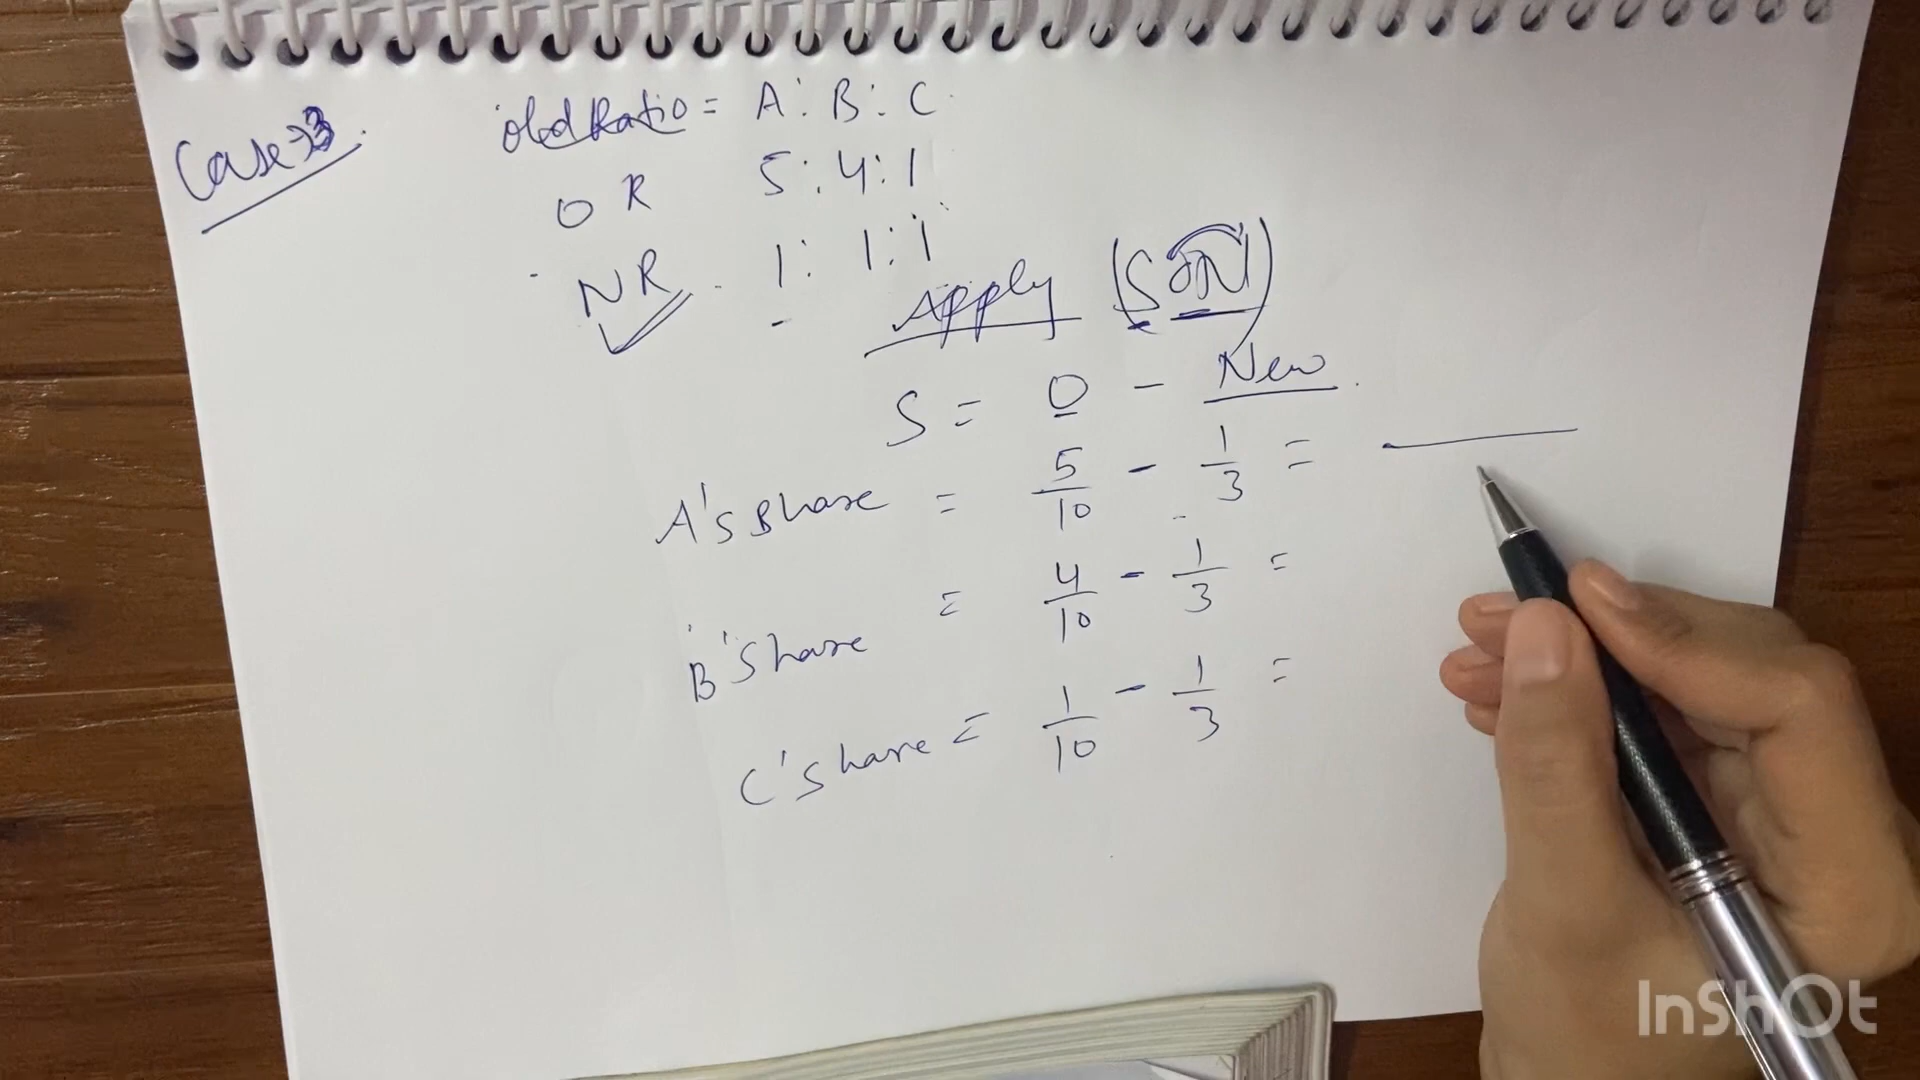 Case→3
Old Ratio = A : B : C
O R 5 : 4 : 1
NR 1 : 1 : 1
Apply (SON)
S = O - New
A's Share = 5/10 - 1/3 =
B'Share = 4/10 - 1/3 =
C'Share = 1/10 - 1/3 =
InShOt